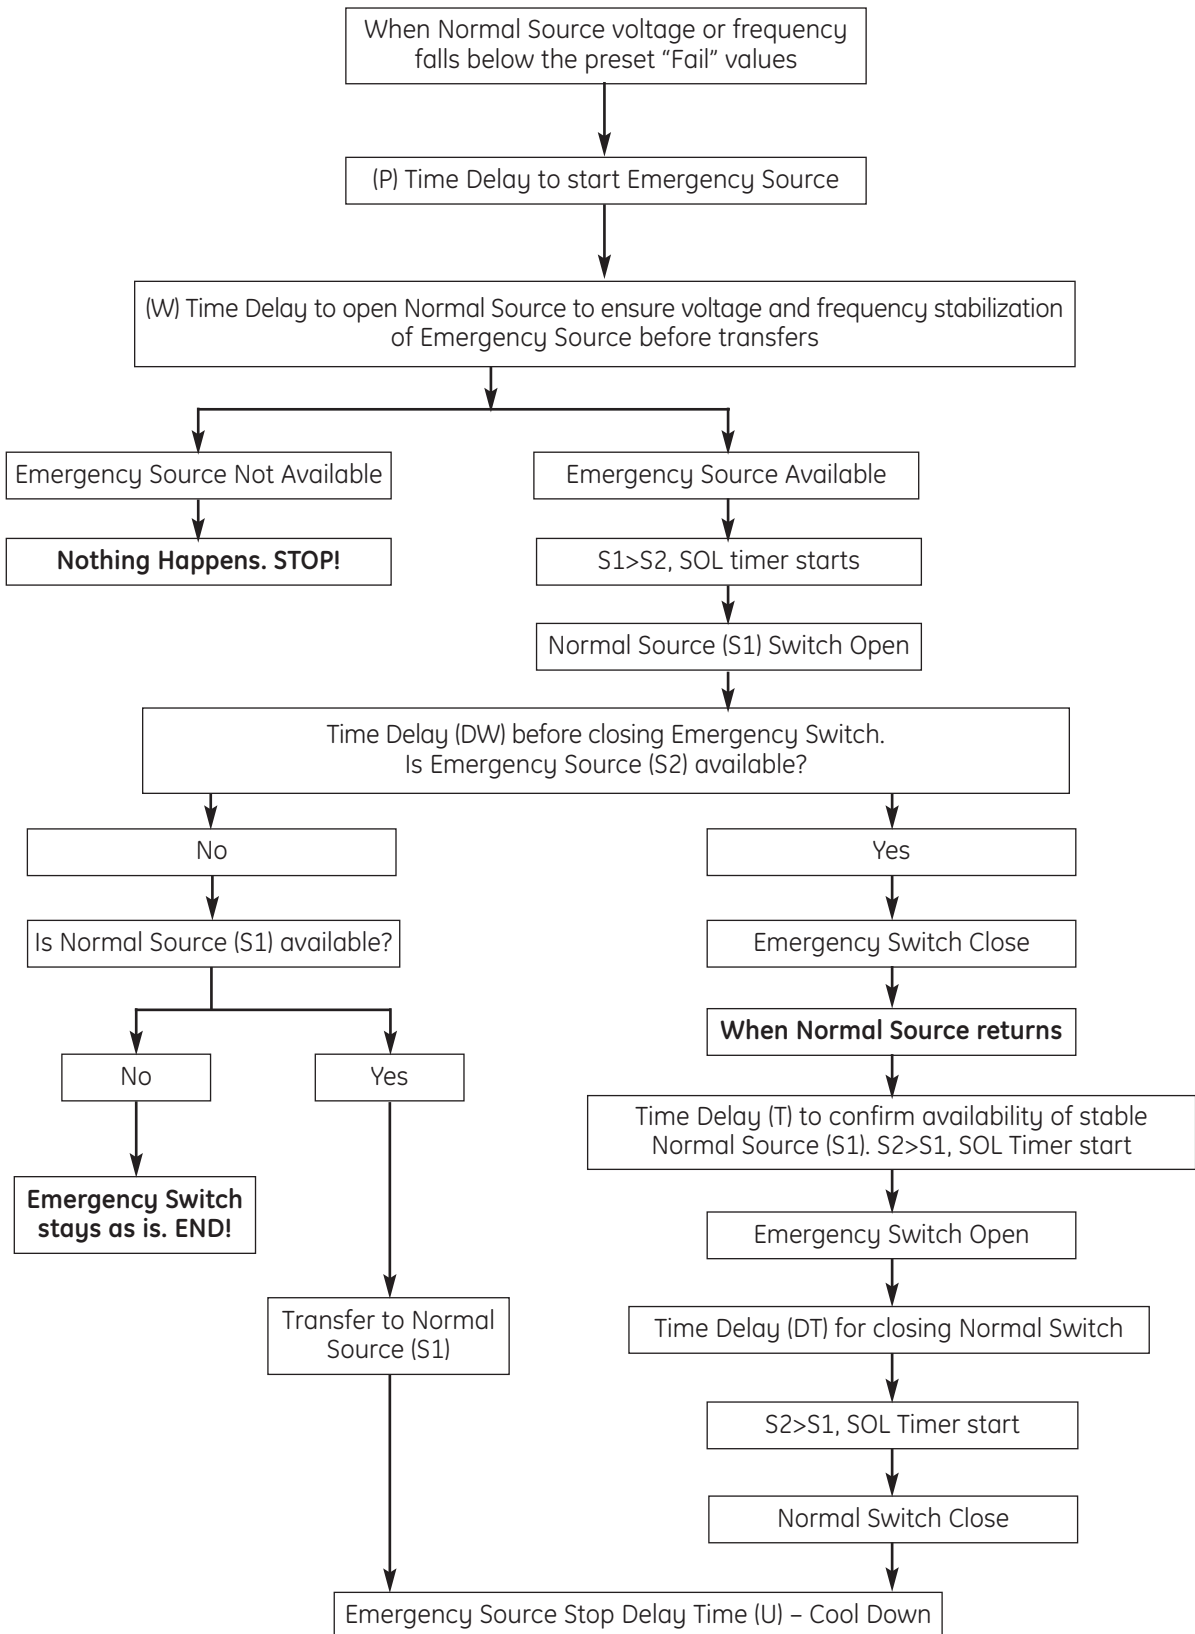 When Normal Source voltage or frequency
falls below the preset “Fail” values
(P) Time Delay to start Emergency Source
(W) Time Delay to open Normal Source to ensure voltage and frequency stabilization
of Emergency Source before transfers
Emergency Source Not Available
Emergency Source Available
Nothing Happens. STOP!
S1>S2, SOL timer starts
Normal Source (S1) Switch Open
Time Delay (DW) before closing Emergency Switch.
Is Emergency Source (S2) available?
No
Yes
Is Normal Source (S1) available?
Emergency Switch Close
When Normal Source returns
No
Yes
Time Delay (T) to confirm availability of stable
Normal Source (S1). S2>S1, SOL Timer start
Emergency Switch
stays as is. END!
Emergency Switch Open
Transfer to Normal
Source (S1)
Time Delay (DT) for closing Normal Switch
S2>S1, SOL Timer start
Normal Switch Close
Emergency Source Stop Delay Time (U) – Cool Down